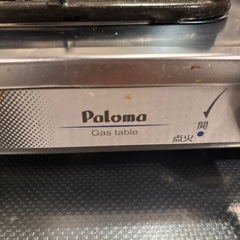 Paloma
Gas table
開
点火